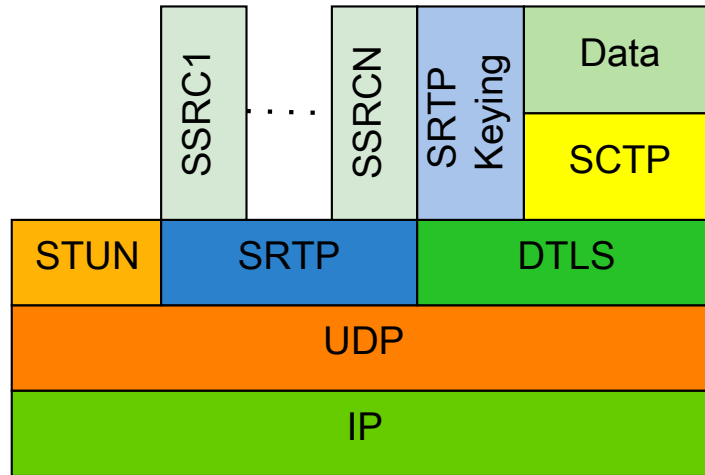 SSRC1
. . . .
SSRCN
SRTP
Keying
Data
SCTP
STUN
SRTP
DTLS
UDP
IP